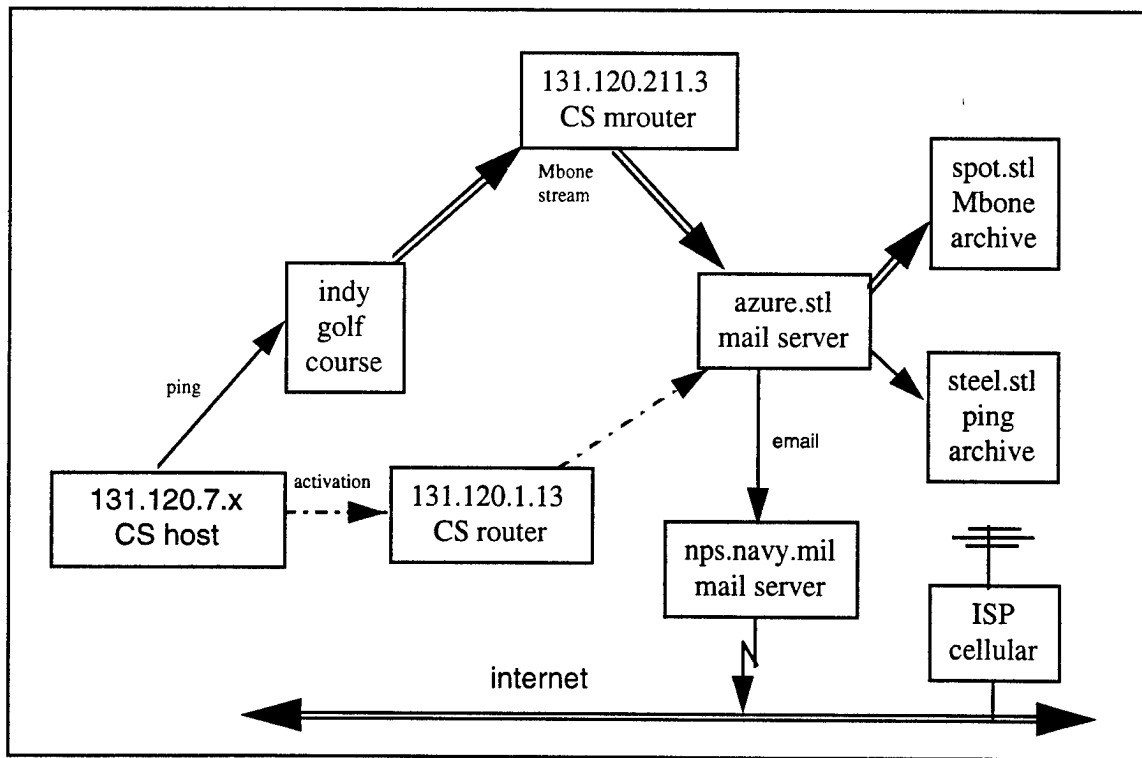 131.120.211.3
CS mrouter
Mbone
stream
spot.stl
Mbone
archive
indy
golf
course
azure.stl
mail server
ping
steel.stl
ping
archive
email
activation
131.120.7.x
CS host
131.120.1.13
CS router
nps.navy.mil
mail server
ISP
cellular
internet